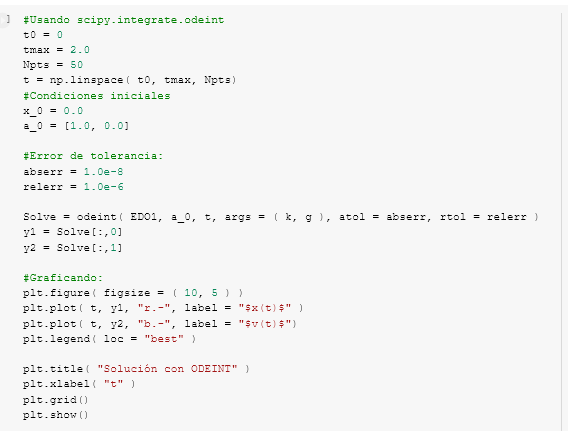 ]
#Usando scipy.integrate.odeint
t0 = 0
tmax = 2.0
Npts = 50
t = np.linspace( t0, tmax, Npts)
#Condiciones iniciales
x_0 = 0.0
a_0 = [1.0, 0.0]
#Error de tolerancia:
abserr = 1.0e-8
relerr = 1.0e-6
Solve = odeint( EDO1, a_0, t, args = ( k, g ), atol = abserr, rtol = relerr )
y1 = Solve[:,0]
y2 = Solve[:,1]
#Graficando:
plt.figure( figsize = ( 10, 5 ) )
plt.plot( t, y1, "r.-", label = "$x(t)$" )
plt.plot( t, y2, "b.-", label = "$v(t)$")
plt.legend( loc = "best" )
plt.title( "Solución con ODEINT" )
plt.xlabel( "t" )
plt.grid()
plt.show()